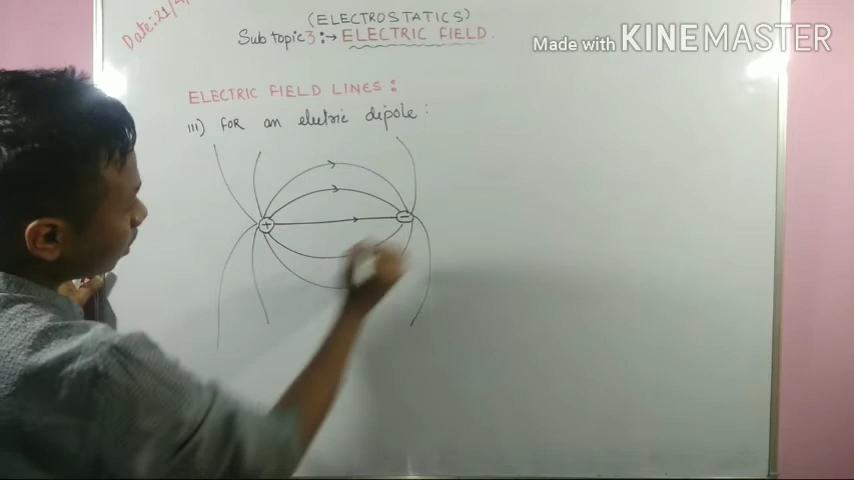 (ELECTROSTATICS)
Date:21/4/
Sub topic 3 :→ ELECTRIC FIELD.
Made with KINEMASTER
ELECTRIC FIELD LINES :
III) FOR an electric dipole :
+
−